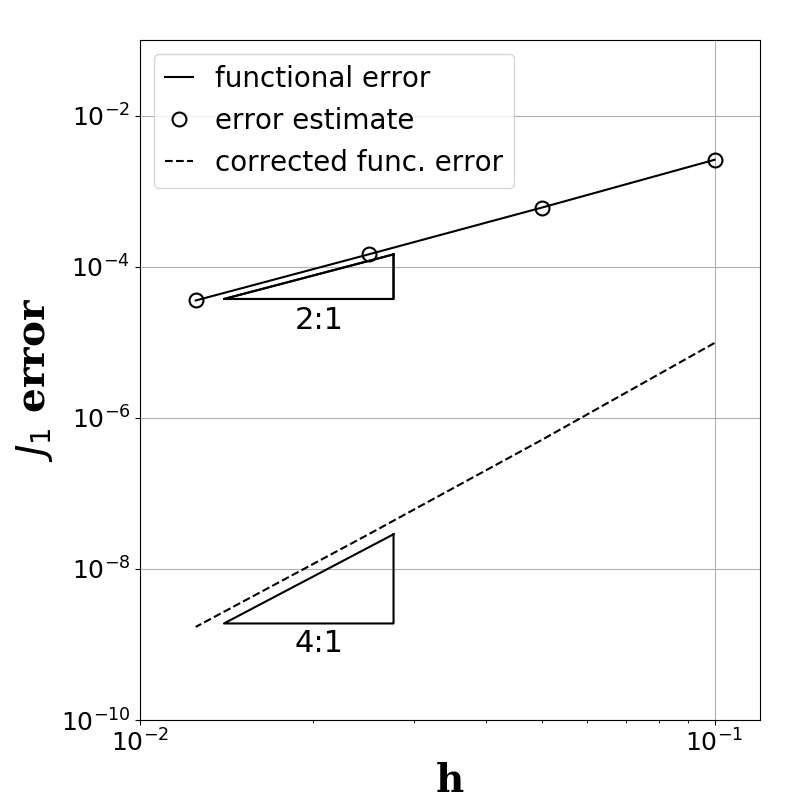 functional error
error estimate
corrected func. error
10⁻²
10⁻⁴
10⁻⁶
10⁻⁸
10⁻¹⁰
J₁ error
2:1
4:1
10⁻²
10⁻¹
h